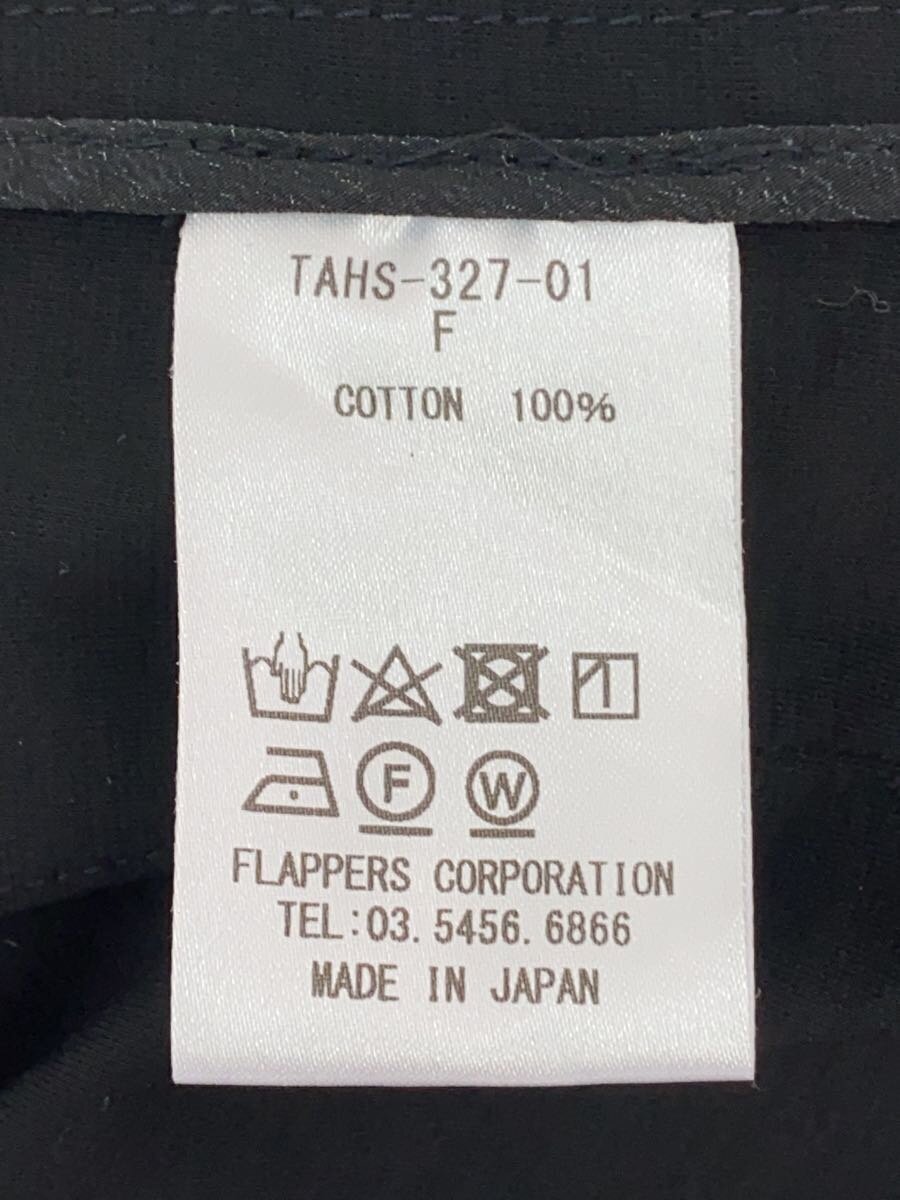 TAHS-327-01
F
COTTON 100%
F W
FLAPPERS CORPORATION
TEL:03.5456.6866
MADE IN JAPAN